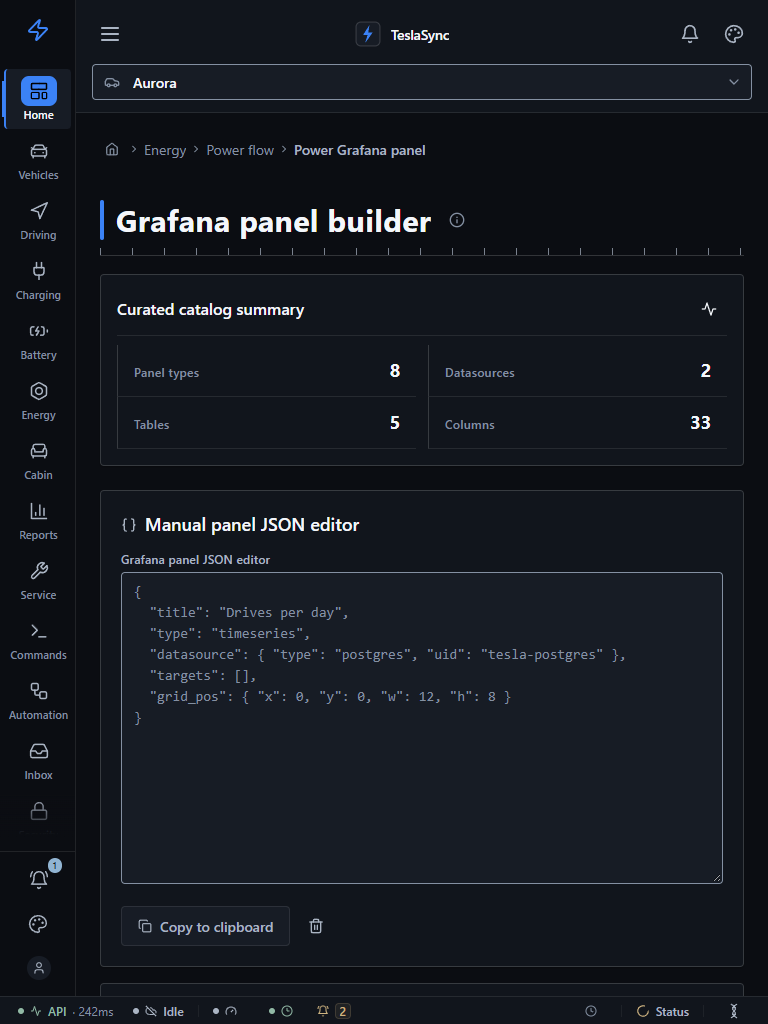 TeslaSync
Aurora
Home
Vehicles
Driving
Charging
Battery
Energy
Cabin
Reports
Service
Commands
Automation
Inbox
1
Energy > Power flow > Power Grafana panel
Grafana panel builder
Curated catalog summary
Panel types 8
Datasources 2
Tables 5
Columns 33
{} Manual panel JSON editor
Grafana panel JSON editor
{
  "title": "Drives per day",
  "type": "timeseries",
  "datasource": { "type": "postgres", "uid": "tesla-postgres" },
  "targets": [],
  "grid_pos": { "x": 0, "y": 0, "w": 12, "h": 8 }
}
Copy to clipboard
API · 242ms
Idle
2
Status